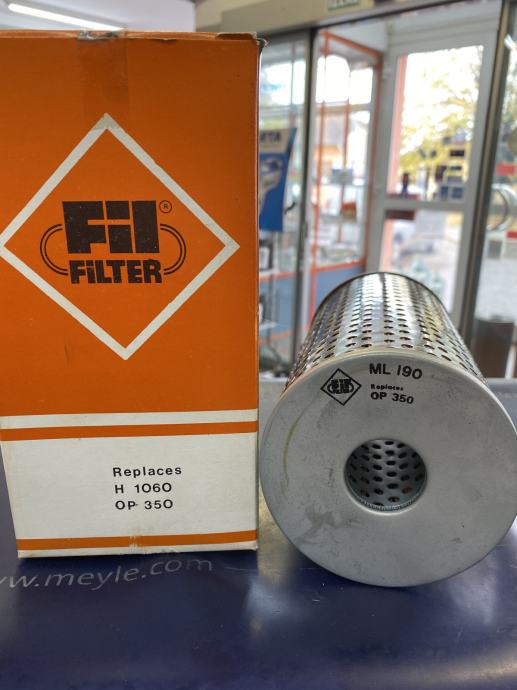 Fil®
FILTER
Replaces
H 1060
OP 350
ML 190
Replaces
OP 350
www.meyle.com